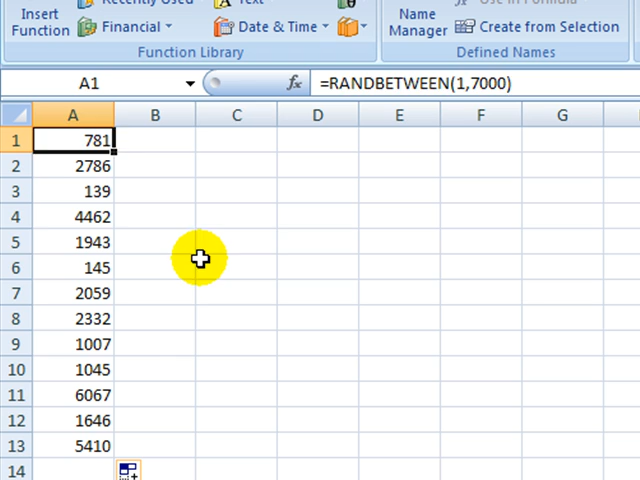 Insert
Function
Recently Used
Text
Financial
Date & Time
Function Library
Name
Manager
Use in Formula
Create from Selection
Defined Names
A1
fx
=RANDBETWEEN(1,7000)
A B C D E F G
1 781
2 2786
3 139
4 4462
5 1943
6 145
7 2059
8 2332
9 1007
10 1045
11 6067
12 1646
13 5410
14